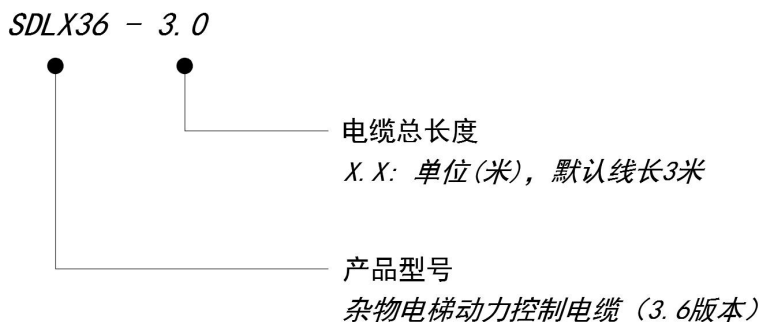 SDLX36 - 3.0
电缆总长度
X.X: 单位(米), 默认线长3米
产品型号
杂物电梯动力控制电缆（3.6版本）